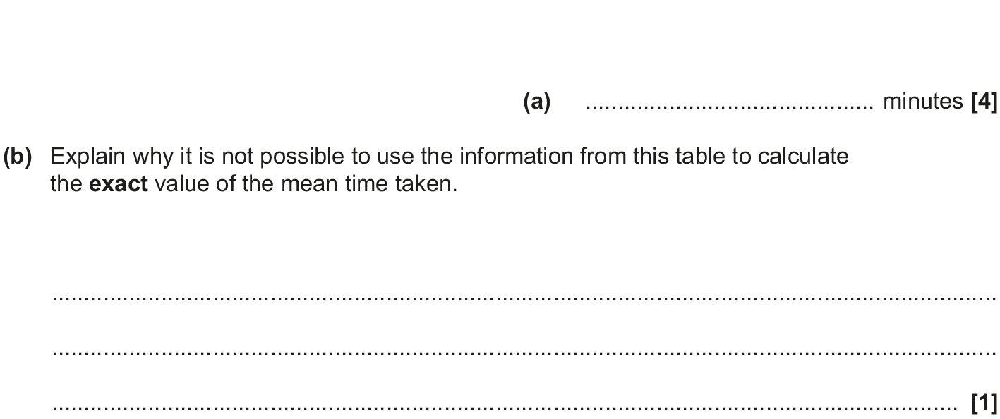 (a) ............................................. minutes [4]
(b) Explain why it is not possible to use the information from this table to calculate
the exact value of the mean time taken.
...................................................................................................................................................
...................................................................................................................................................
............................................................................................................................................. [1]